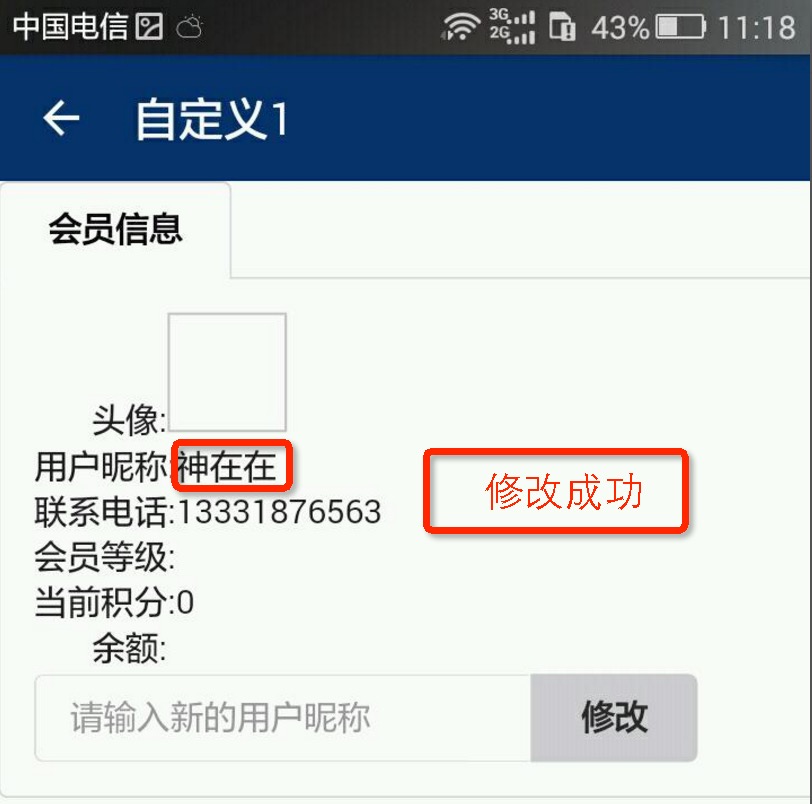 中国电信 3G 2G 43% 11:18
自定义1
会员信息
头像:
用户昵称:神在在
修改成功
联系电话:13331876563
会员等级:
当前积分:0
余额:
请输入新的用户昵称 修改